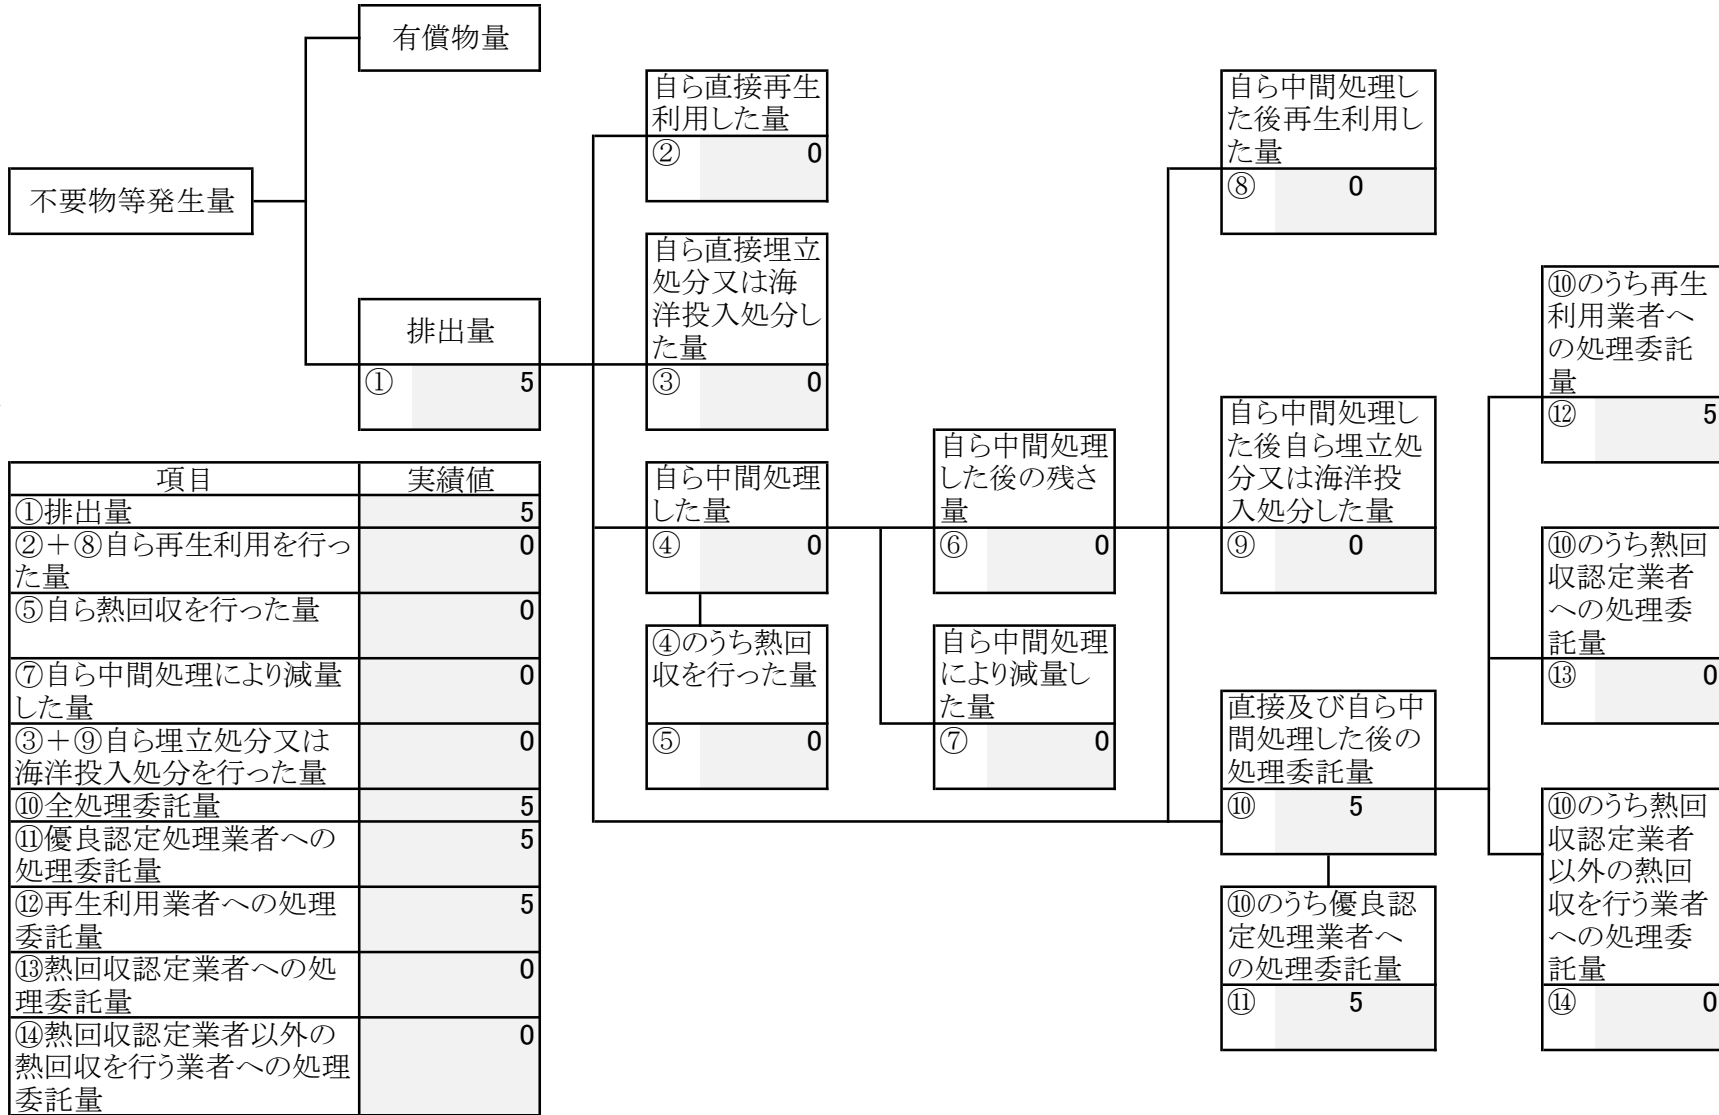 有償物量
不要物等発生量
排出量
① 5
自ら直接再生
利用した量
② 0
自ら直接埋立
処分又は海
洋投入処分し
た量
③ 0
自ら中間処理
した量
④ 0
④のうち熱回
収を行った量
⑤ 0
自ら中間処理
した後の残さ
量
⑥ 0
自ら中間処理
により減量し
た量
⑦ 0
自ら中間処理し
た後再生利用し
た量
⑧ 0
自ら中間処理し
た後自ら埋立処
分又は海洋投
入処分した量
⑨ 0
直接及び自ら中
間処理した後の
処理委託量
⑩ 5
⑩のうち優良認
定処理業者へ
の処理委託量
⑪ 5
⑩のうち再生
利用業者へ
の処理委託
量
⑫ 5
⑩のうち熱回
収認定業者
への処理委
託量
⑬ 0
⑩のうち熱回
収認定業者
以外の熱回
収を行う業者
への処理委
託量
⑭ 0
項目 実績値
①排出量 5
②＋⑧自ら再生利用を行っ 0
た量
⑤自ら熱回収を行った量 0
⑦自ら中間処理により減量 0
した量
③＋⑨自ら埋立処分又は 0
海洋投入処分を行った量
⑩全処理委託量 5
⑪優良認定処理業者への 5
処理委託量
⑫再生利用業者への処理 5
委託量
⑬熱回収認定業者への処 0
理委託量
⑭熱回収認定業者以外の 0
熱回収を行う業者への処理
委託量